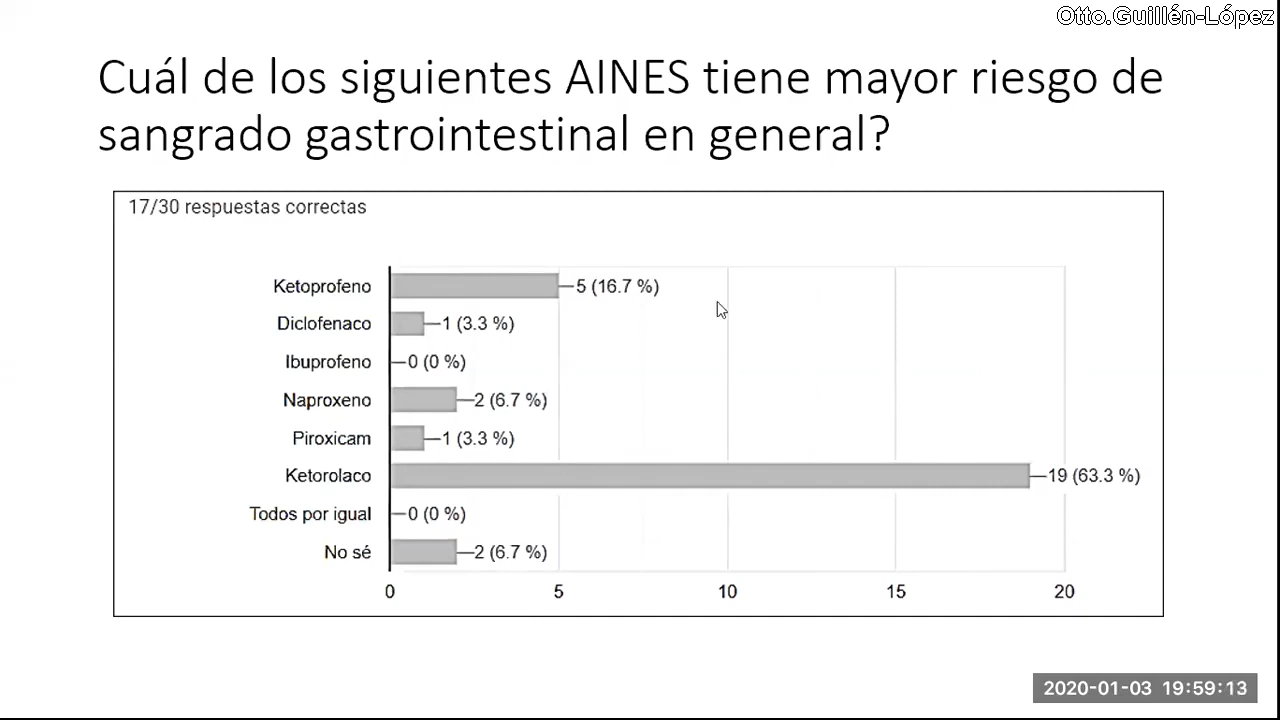 Otto.Guillén-López
Cuál de los siguientes AINES tiene mayor riesgo de
sangrado gastrointestinal en general?
17/30 respuestas correctas
Ketoprofeno 5 (16.7 %)
Diclofenaco 1 (3.3 %)
Ibuprofeno 0 (0 %)
Naproxeno 2 (6.7 %)
Piroxicam 1 (3.3 %)
Ketorolaco 19 (63.3 %)
Todos por igual 0 (0 %)
No sé 2 (6.7 %)
0 5 10 15 20
2020-01-03 19:59:13